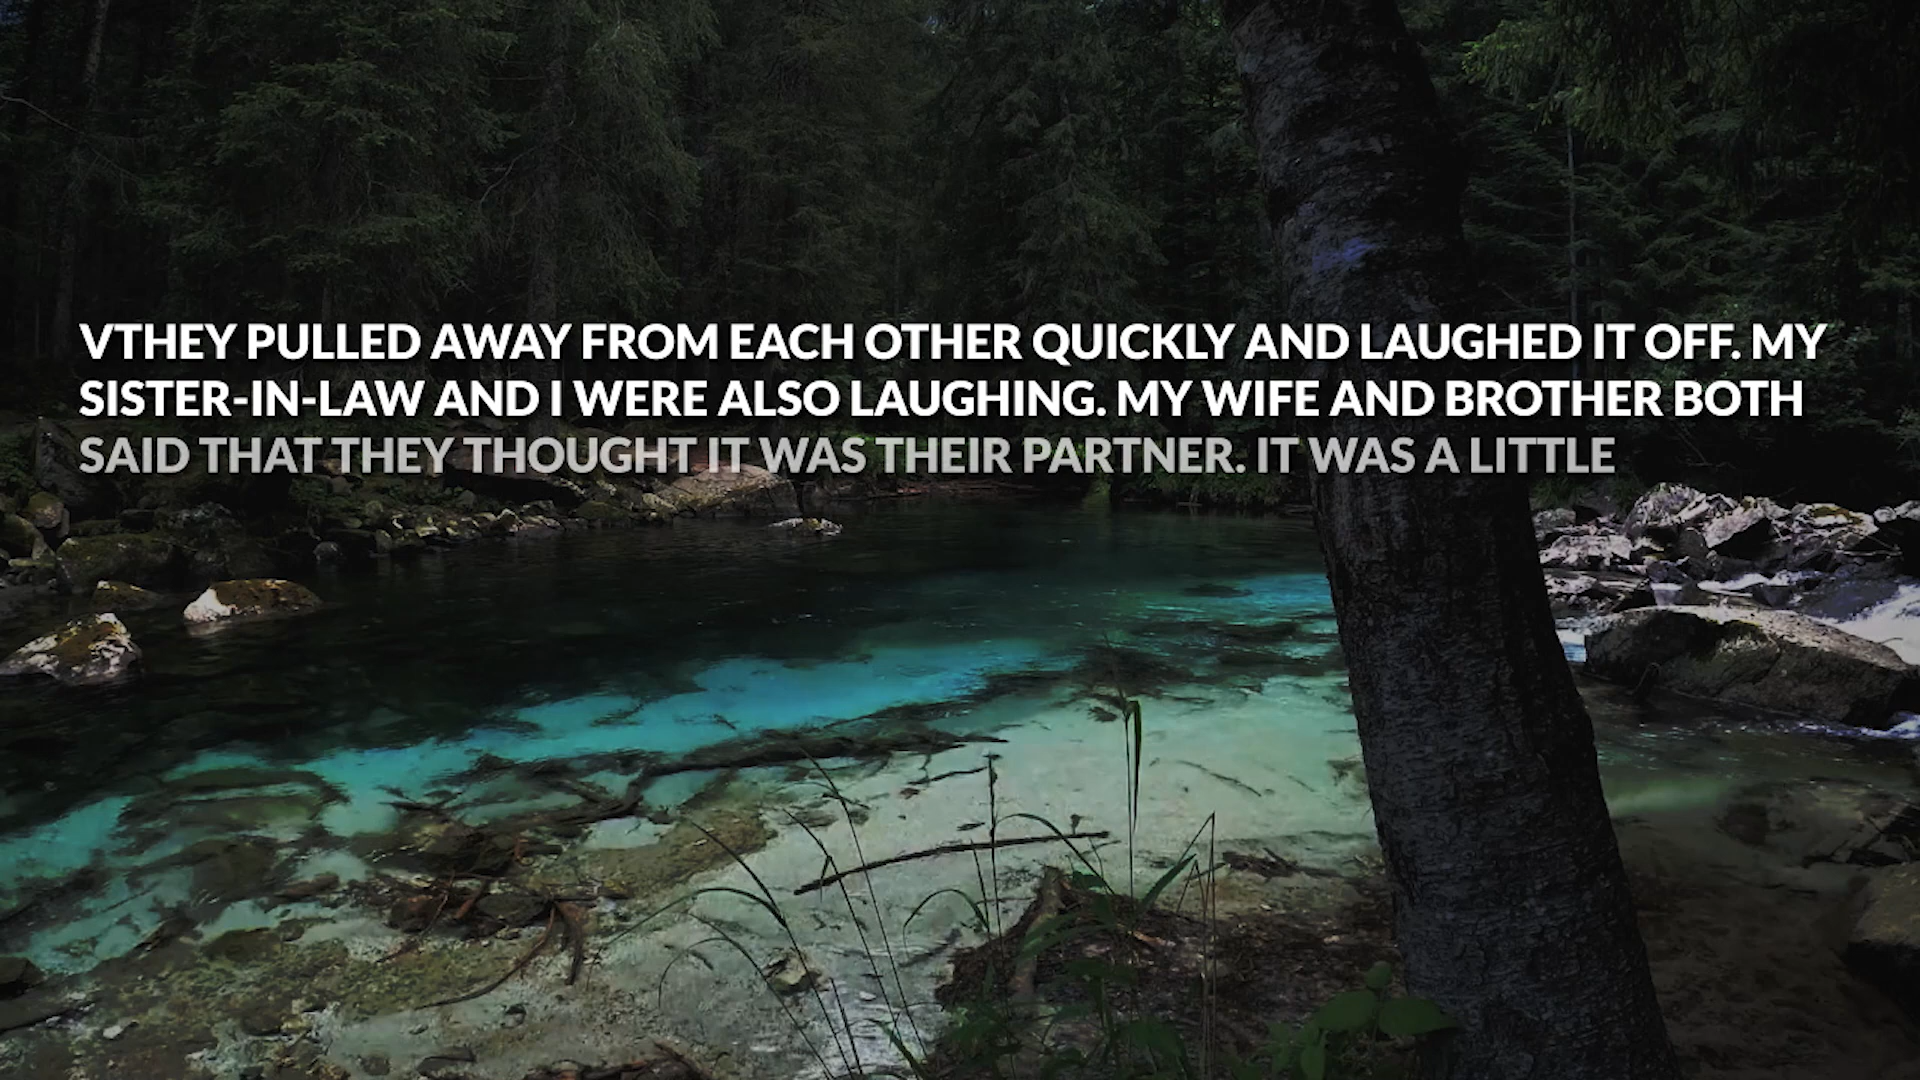 VTHEY PULLED AWAY FROM EACH OTHER QUICKLY AND LAUGHED IT OFF. MY
SISTER-IN-LAW AND I WERE ALSO LAUGHING. MY WIFE AND BROTHER BOTH
SAID THAT THEY THOUGHT IT WAS THEIR PARTNER. IT WAS A LITTLE